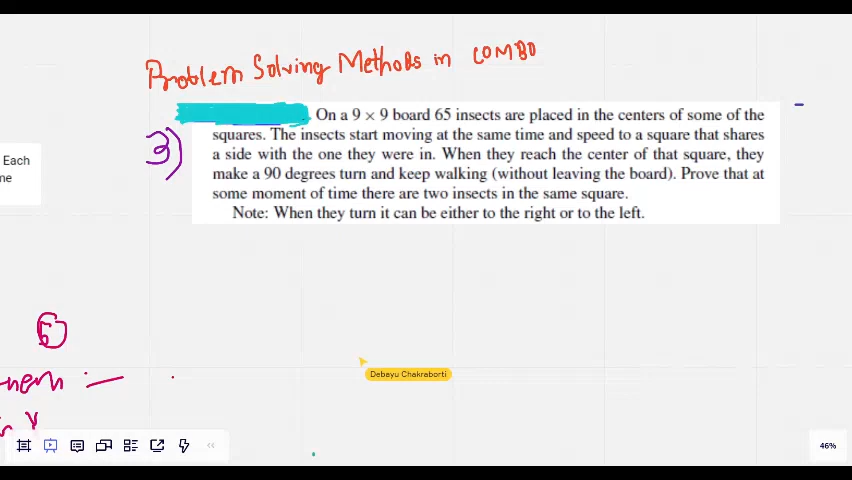 Problem Solving Methods in COMBO
On a 9 × 9 board 65 insects are placed in the centers of some of the
3)
squares. The insects start moving at the same time and speed to a square that shares
a side with the one they were in. When they reach the center of that square, they
Each
make a 90 degrees turn and keep walking (without leaving the board). Prove that at
me
some moment of time there are two insects in the same square.
Note: When they turn it can be either to the right or to the left.
6
Debayu Chakraborti
46%